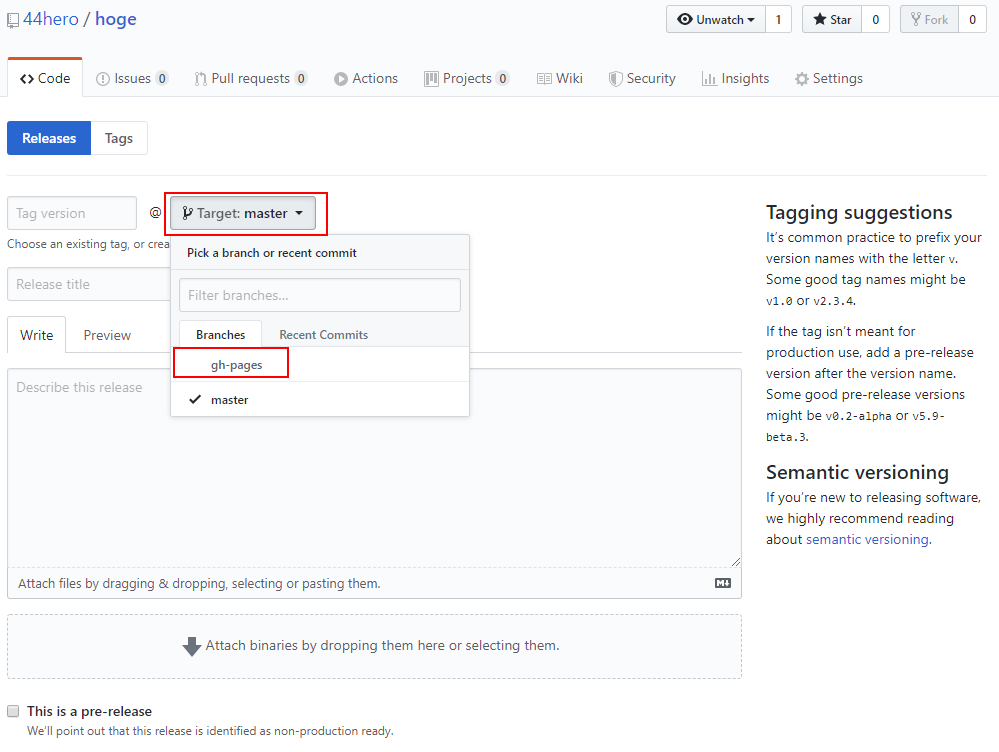 44hero / hoge
Unwatch 1 Star 0 Fork 0
Code Issues 0 Pull requests 0 Actions Projects 0 Wiki Security Insights Settings
Releases Tags
Tag version @ Target: master
Choose an existing tag, or crea
Pick a branch or recent commit
Release title
Filter branches...
Write Preview
Branches Recent Commits
gh-pages
master
Describe this release
Attach files by dragging & dropping, selecting or pasting them.
Attach binaries by dropping them here or selecting them.
This is a pre-release
We'll point out that this release is identified as non-production ready.
Tagging suggestions
It's common practice to prefix your
version names with the letter v.
Some good tag names might be
v1.0 or v2.3.4.
If the tag isn't meant for
production use, add a pre-release
version after the version name.
Some good pre-release versions
might be v0.2-alpha or v5.9-
beta.3.
Semantic versioning
If you're new to releasing software,
we highly recommend reading
about semantic versioning.